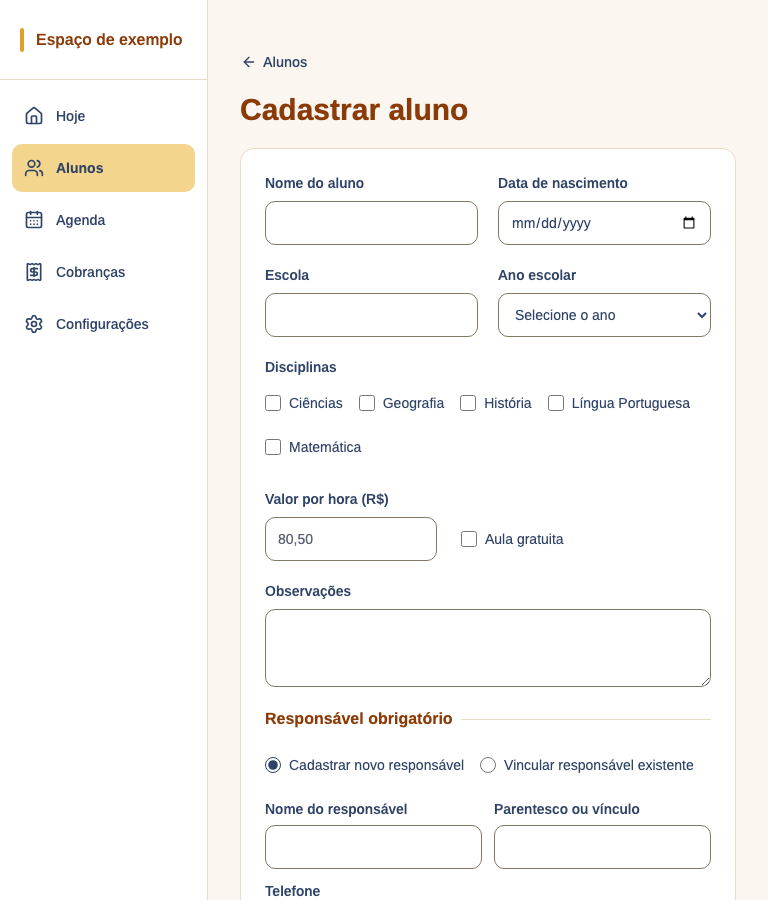 Espaço de exemplo
Hoje
Alunos
Agenda
Cobranças
Configurações
Alunos
Cadastrar aluno
Nome do aluno
Data de nascimento
mm/dd/yyyy
Escola
Ano escolar
Selecione o ano
Disciplinas
Ciências Geografia História Língua Portuguesa
Matemática
Valor por hora (R$)
80,50
Aula gratuita
Observações
Responsável obrigatório
Cadastrar novo responsável Vincular responsável existente
Nome do responsável
Parentesco ou vínculo
Telefone